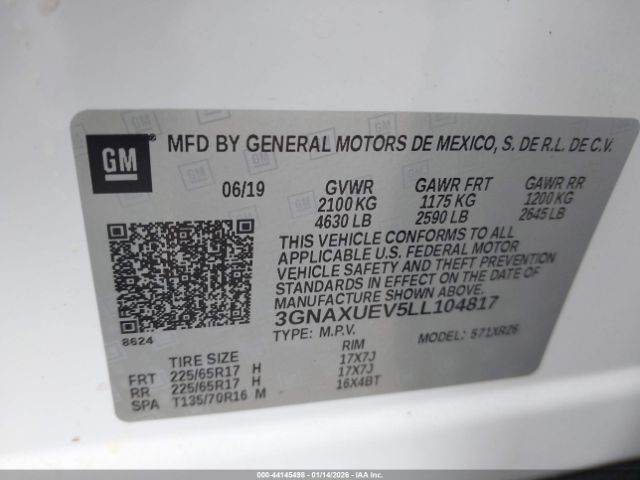 GM
MFD BY GENERAL MOTORS DE MEXICO, S. DE R.L. DE C.V.
06/19 GVWR GAWR FRT GAWR RR
2100 KG 1175 KG 1200 KG
4630 LB 2590 LB 2645 LB
THIS VEHICLE CONFORMS TO ALL
APPLICABLE U.S. FEDERAL MOTOR
VEHICLE SAFETY AND THEFT PREVENTION
STANDARDS IN EFFECT ON THE DATE OF
MANUFACTURE SHOWN ABOVE.
3GNAXUEV5LL104817
8624
TYPE: M.P.V. MODEL: 571XR26
TIRE SIZE RIM
FRT 225/65R17 H 17X7J
RR 225/65R17 H 17X7J
SPA T135/70R16 M 16X4BT
000-44145498 - 01/14/2026 - IAAI.CA